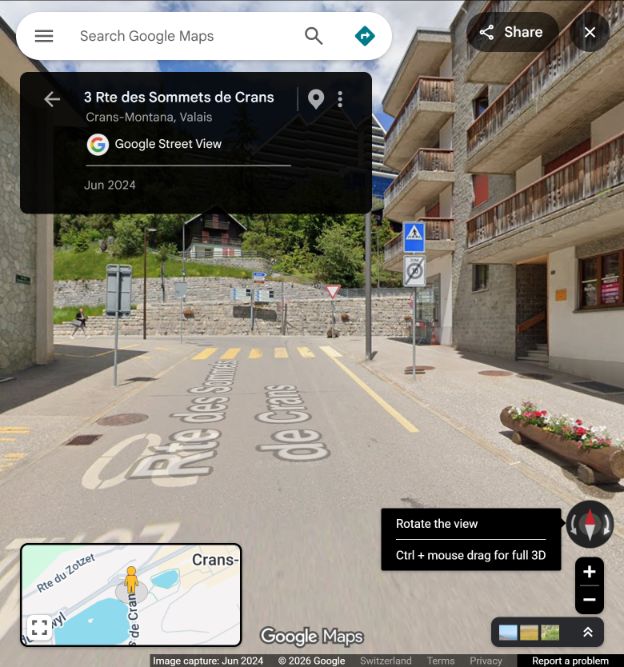 Search Google Maps
Share
3 Rte des Sommets de Crans
Crans-Montana, Valais
Google Street View
Jun 2024
Rte des Sommets
de Crans
Rotate the view
Ctrl + mouse drag for full 3D
Rte du Zotzet
Crans-
s de Cran
Google Maps
Image capture: Jun 2024 © 2026 Google Switzerland Terms Privacy Report a problem